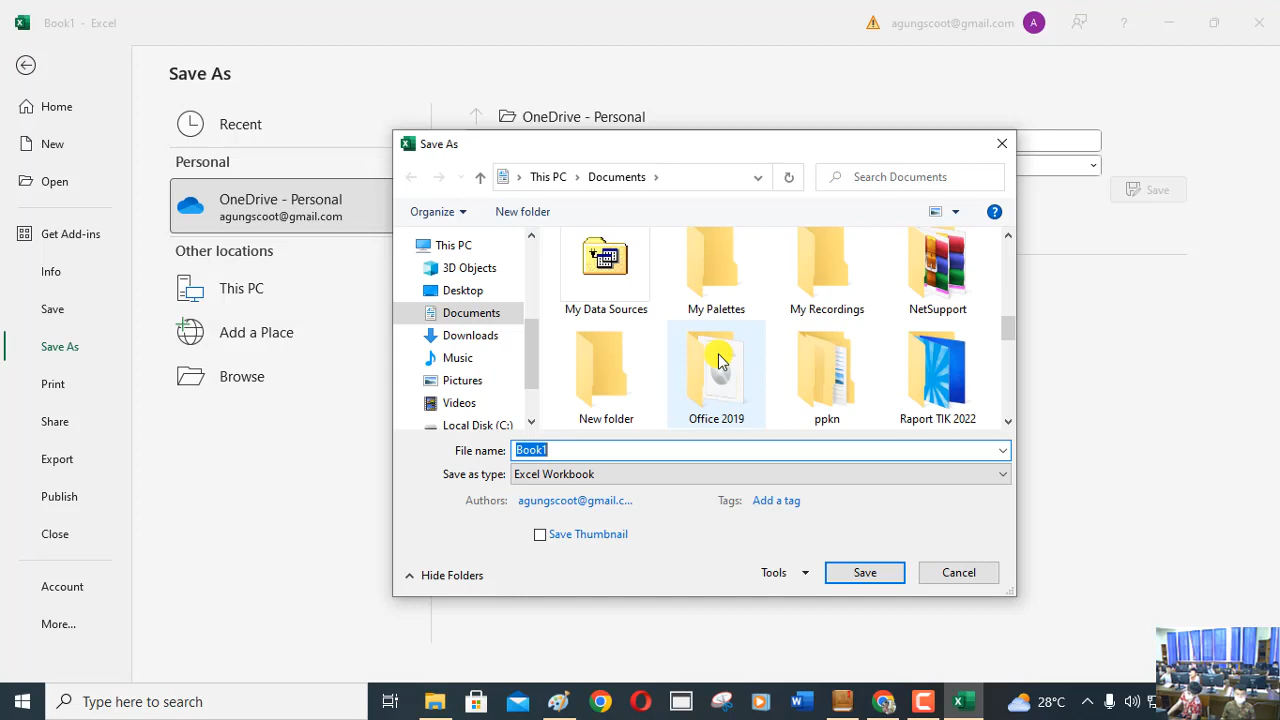 Book1 - Excel
agungscoot@gmail.com
A
?
Save As
Home
New
Open
Get Add-ins
Info
Save
Save As
Print
Share
Export
Publish
Close
Account
More...
Recent
Personal
OneDrive - Personal
agungscoot@gmail.com
Other locations
This PC
Add a Place
Browse
OneDrive - Personal
Save
Save As
This PC > Documents >
Search Documents
Organize
New folder
?
This PC
3D Objects
Desktop
Documents
Downloads
Music
Pictures
Videos
Local Disk (C:)
My Data Sources
My Palettes
My Recordings
NetSupport
New folder
Office 2019
ppkn
Raport TIK 2022
File name: Book1
Save as type: Excel Workbook
Authors: agungscoot@gmail.c...
Tags: Add a tag
Save Thumbnail
Hide Folders
Tools
Save
Cancel
Type here to search
28°C